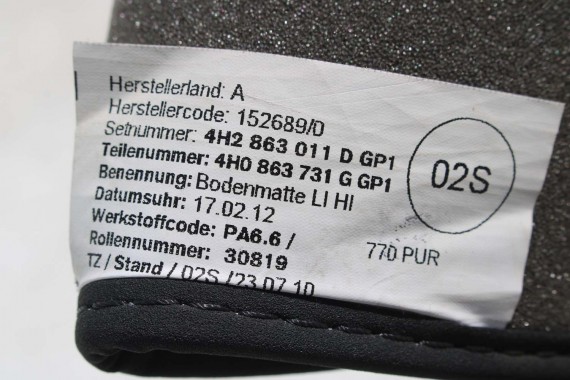 Herstellerland: A
Herstellercode: 152689/0
Setnummer: 4H2 863 011 D GP1
Teilenummer: 4H0 863 731 G GP1
Benennung: Bodenmatte LI HI
Datumsuhr: 17.02.12
Werkstoffcode: PA6.6 / 770 PUR
Rollennummer: 30819
TZ / Stand / 02S / 23.07.10
02S